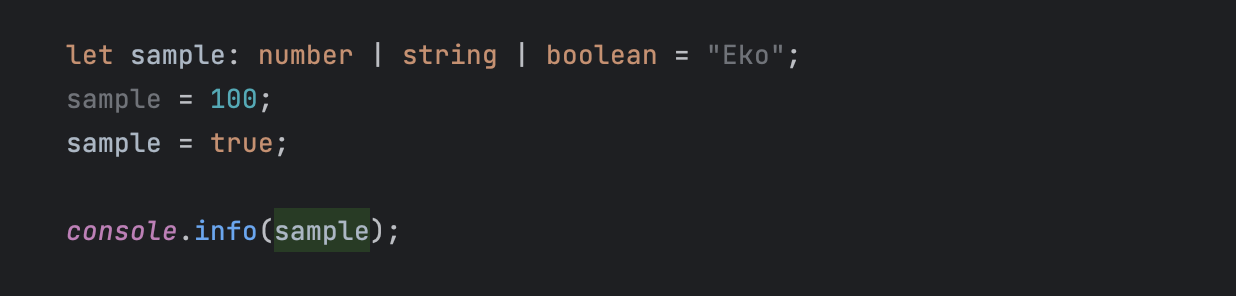 let sample: number | string | boolean = "Eko";
sample = 100;
sample = true;
console.info(sample);